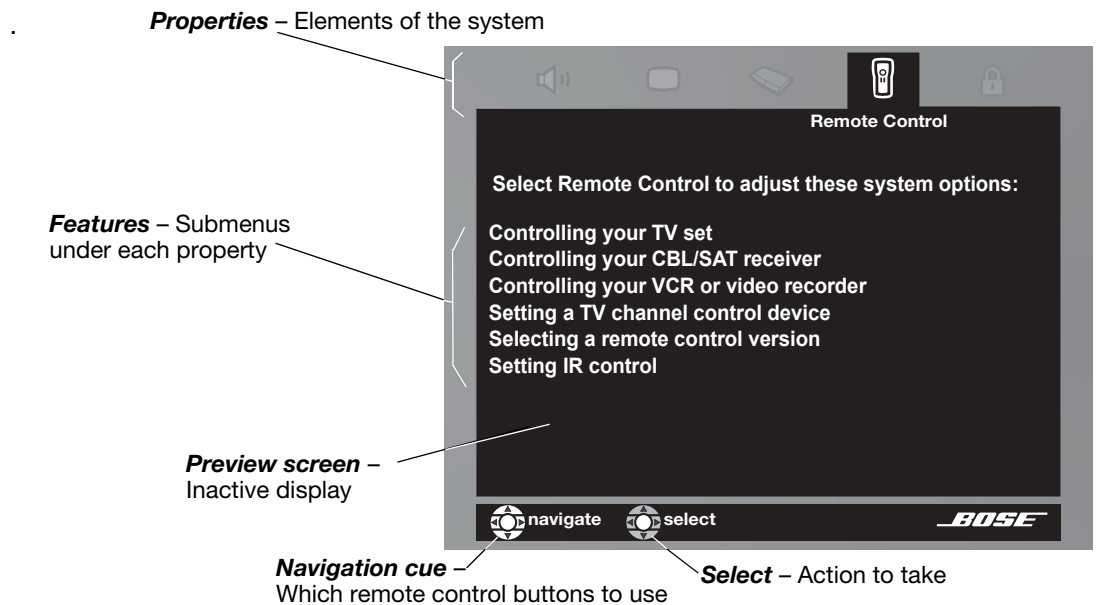 Properties – Elements of the system
.
Remote Control
Select Remote Control to adjust these system options:
Features – Submenus
under each property
Controlling your TV set
Controlling your CBL/SAT receiver
Controlling your VCR or video recorder
Setting a TV channel control device
Selecting a remote control version
Setting IR control
Preview screen –
Inactive display
navigate
select
BOSE
Navigation cue –
Which remote control buttons to use
Select – Action to take